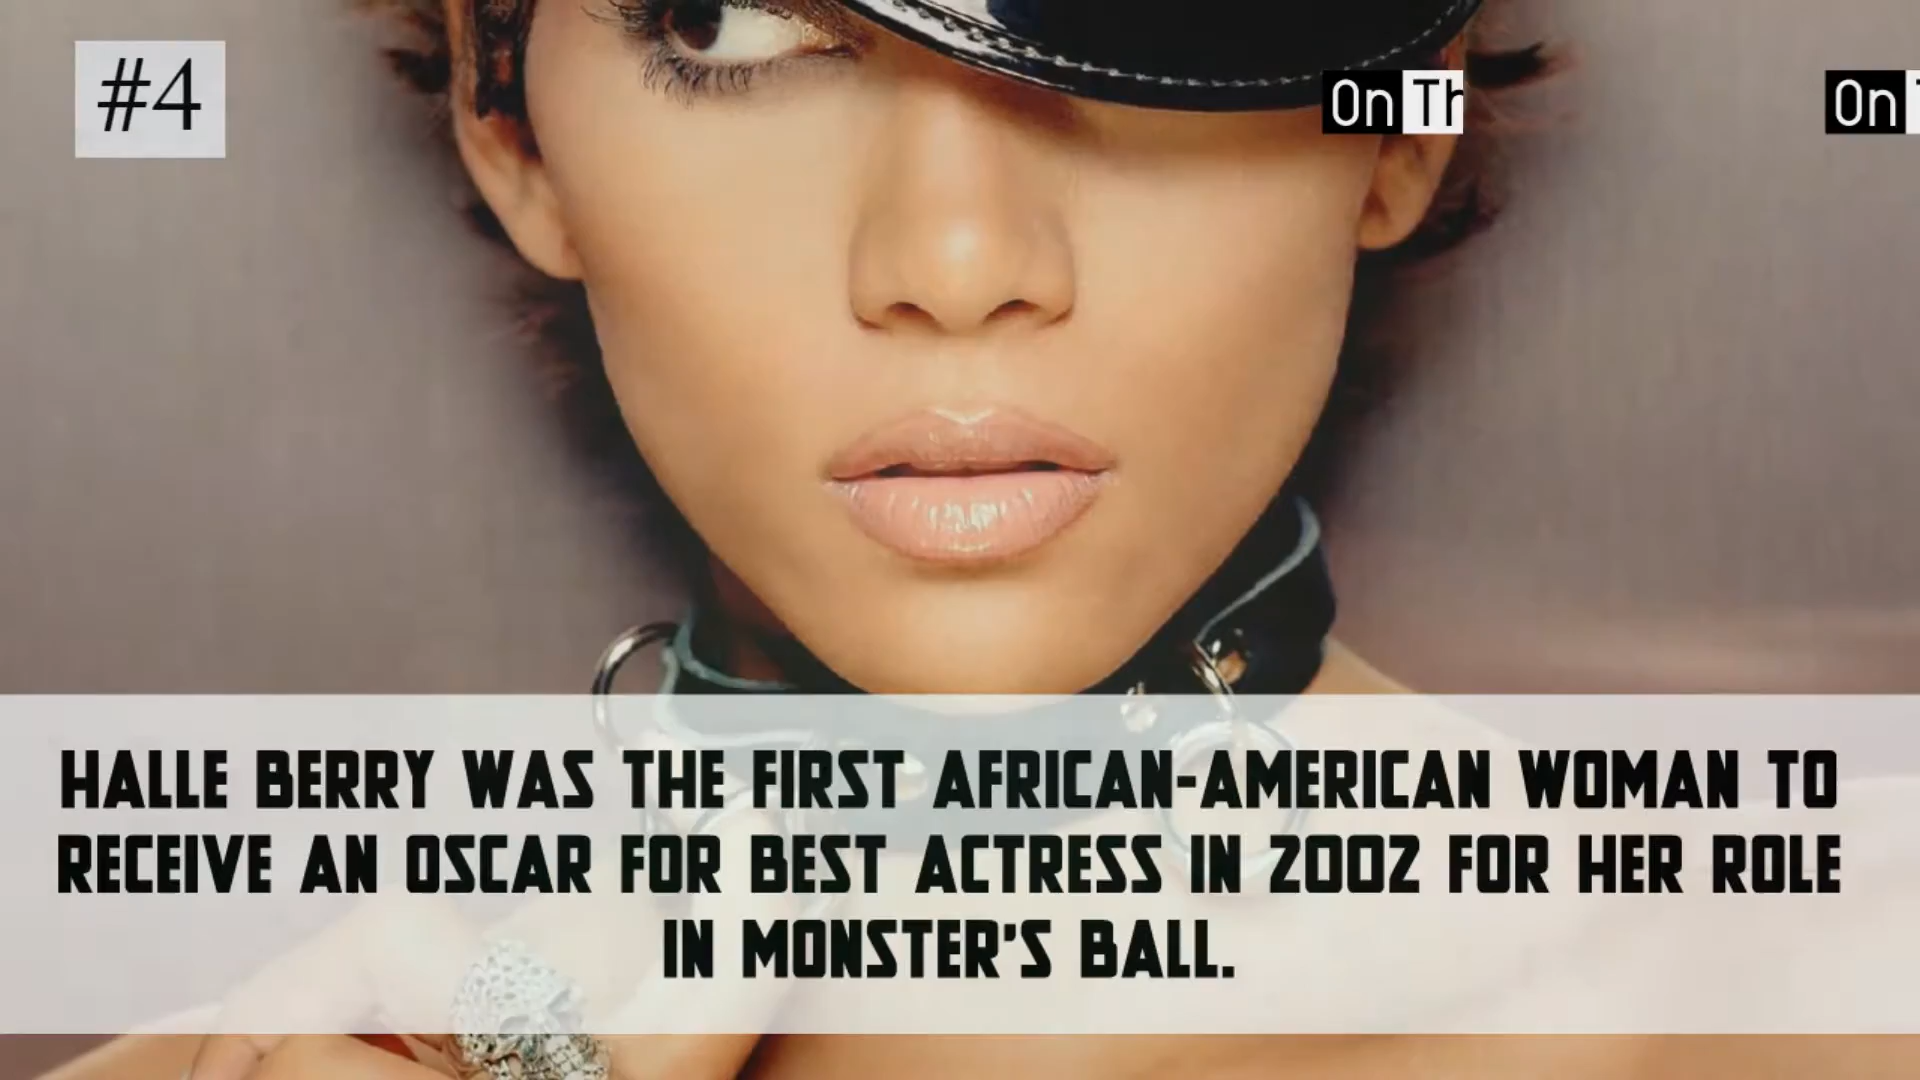 #4
On Th
On
HALLE BERRY WAS THE FIRST AFRICAN-AMERICAN WOMAN TO
RECEIVE AN OSCAR FOR BEST ACTRESS IN 2002 FOR HER ROLE
IN MONSTER'S BALL.